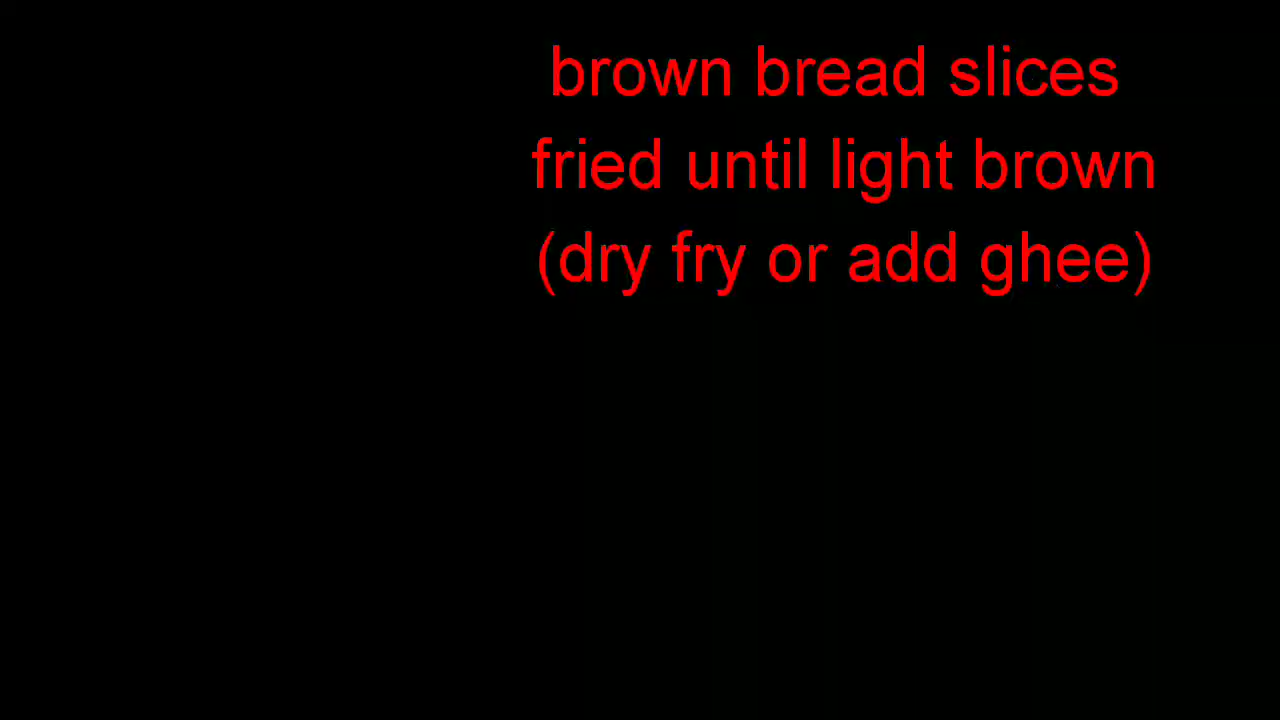 brown bread slices
fried until light brown
(dry fry or add ghee)